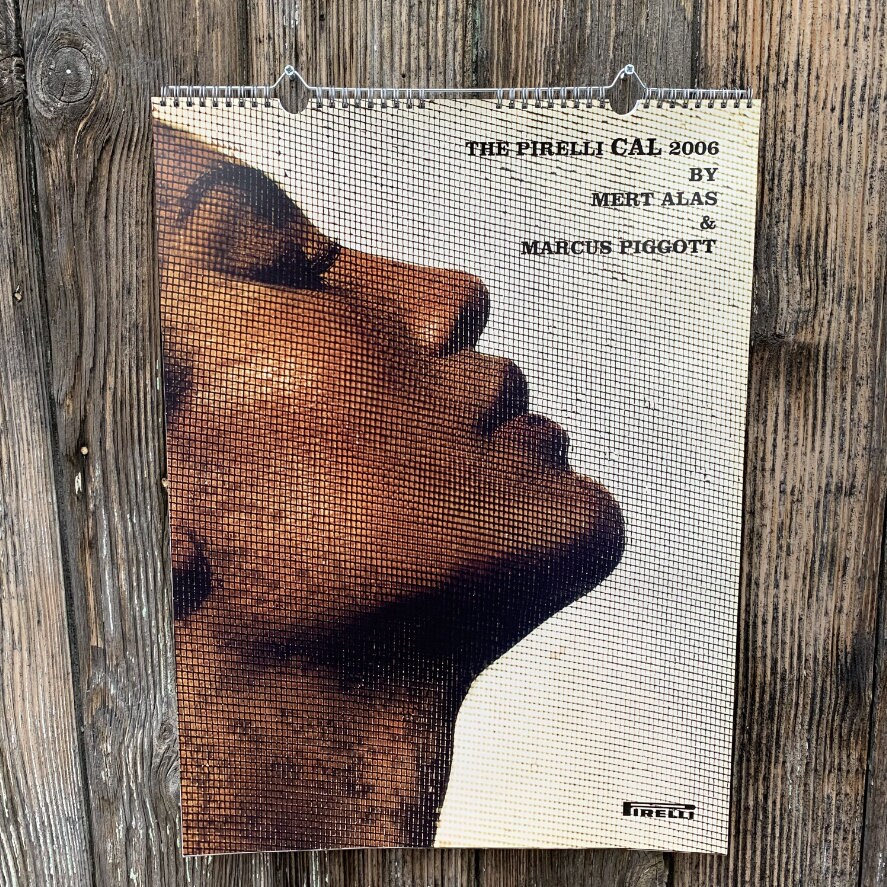 THE PIRELLI CAL 2006
BY
MERT ALAS
&
MARCUS PIGGOTT
PIRELLI